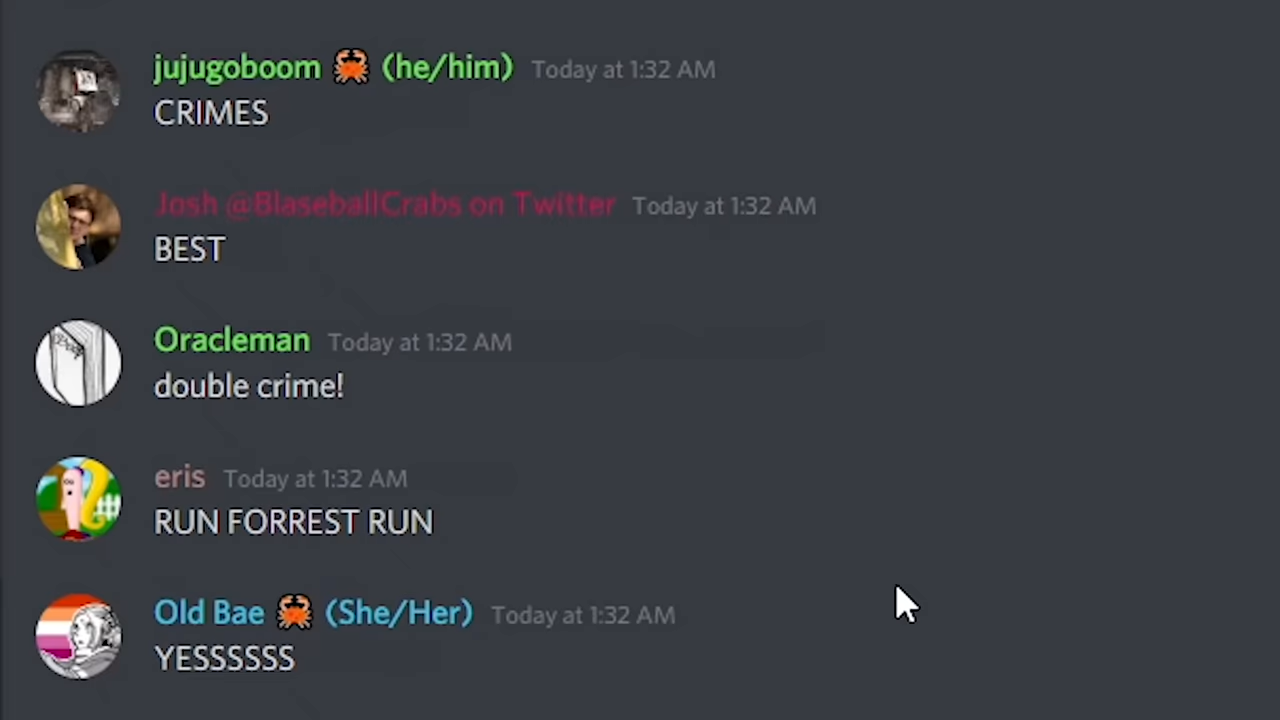 jujugoboom 🦀 (he/him) Today at 1:32 AM
CRIMES
Josh @BlaseballCrabs on Twitter Today at 1:32 AM
BEST
Oracleman Today at 1:32 AM
double crime!
eris Today at 1:32 AM
RUN FORREST RUN
Old Bae 🦀 (She/Her) Today at 1:32 AM
YESSSSSS